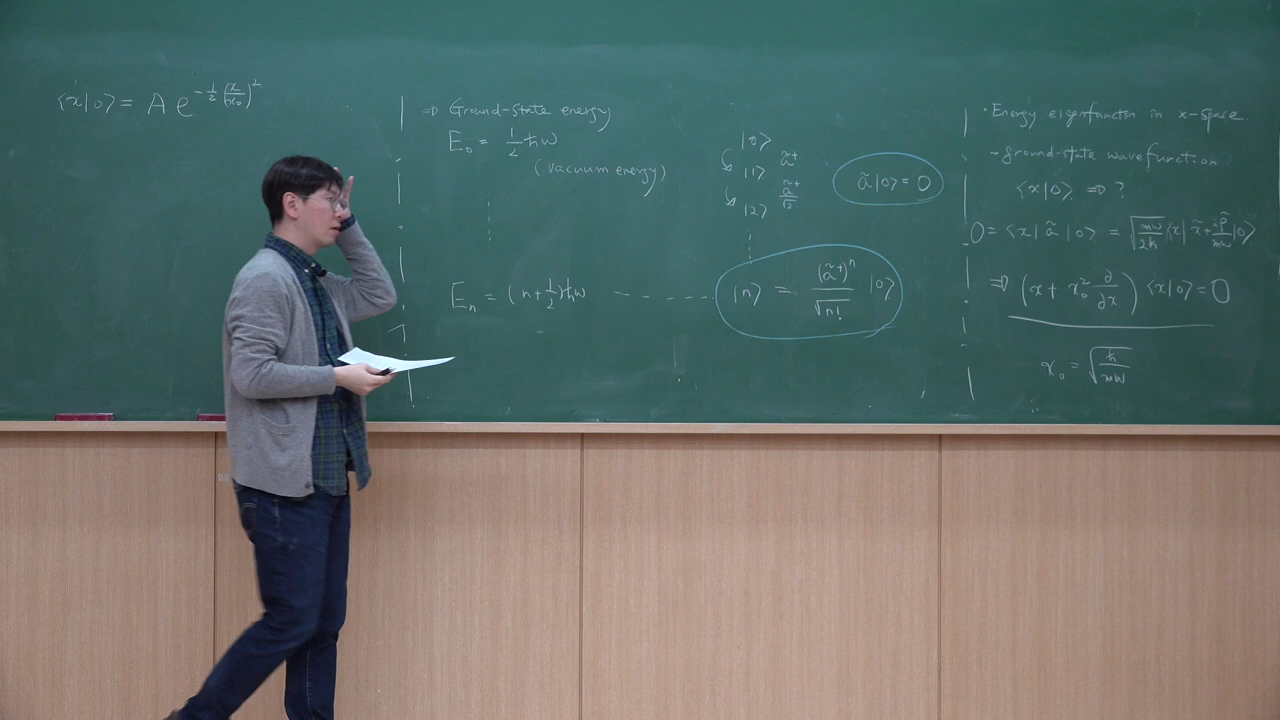 ⟨x|0⟩ = A e^{-1/2 (x/x₀)²}
⇒ Ground-state energy
E₀ = 1/2 ħω
(Vacuum energy)
Eₙ = (n+1/2)ħω - - - - - -
|0⟩
↳ |1⟩ ã⁺
↳ |2⟩ ã⁺/√2
ã|0⟩ = 0
|n⟩ = (ã⁺)ⁿ/√n! |0⟩
· Energy eigenfuncton in x-space.
- ground-state wavefunction
⟨x|0⟩ ⇒ ?
0 = ⟨x|ã|0⟩ = √(mω/2ħ) ⟨x|x̃ + ip̃/mω|0⟩
⇒ (x + x₀² ∂/∂x) ⟨x|0⟩ = 0
x₀ = √(ħ/mω)